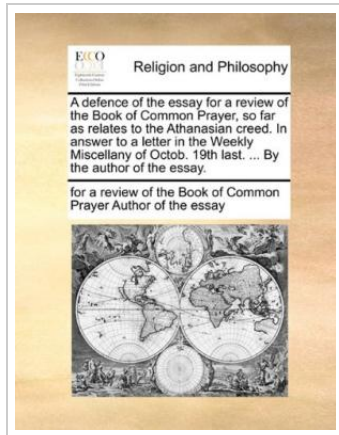 ECCO
Religion and Philosophy
A defence of the essay for a review of
the Book of Common Prayer, so far
as relates to the Athanasian creed. In
answer to a letter in the Weekly
Miscellany of Octob. 19th last. ... By
the author of the essay.
for a review of the Book of Common
Prayer Author of the essay